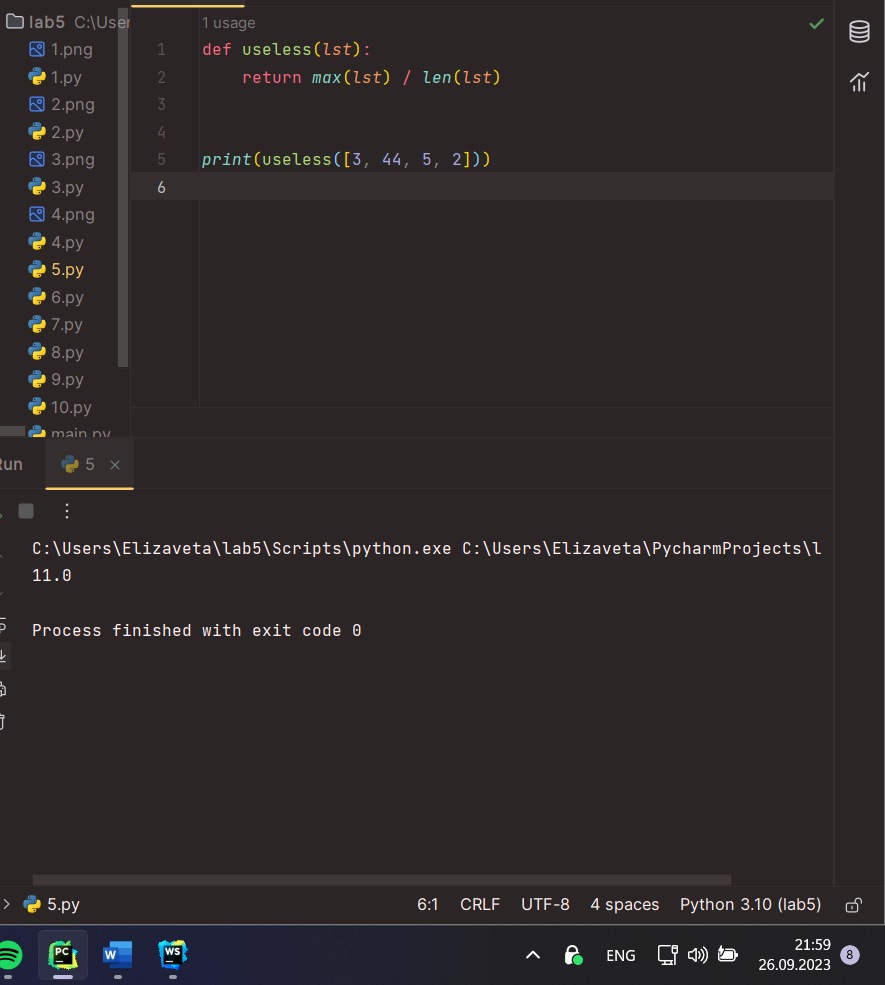 lab5 C:\User
1.png
1.py
2.png
2.py
3.png
3.py
4.png
4.py
5.py
6.py
7.py
8.py
9.py
10.py
main.py
1 usage
1 def useless(lst):
2     return max(lst) / len(lst)
3
4
5 print(useless([3, 44, 5, 2]))
6
Run 5
C:\Users\Elizaveta\lab5\Scripts\python.exe C:\Users\Elizaveta\PycharmProjects\l
11.0
Process finished with exit code 0
5.py 6:1 CRLF UTF-8 4 spaces Python 3.10 (lab5)
PC W WS ENG 21:59 8
26.09.2023